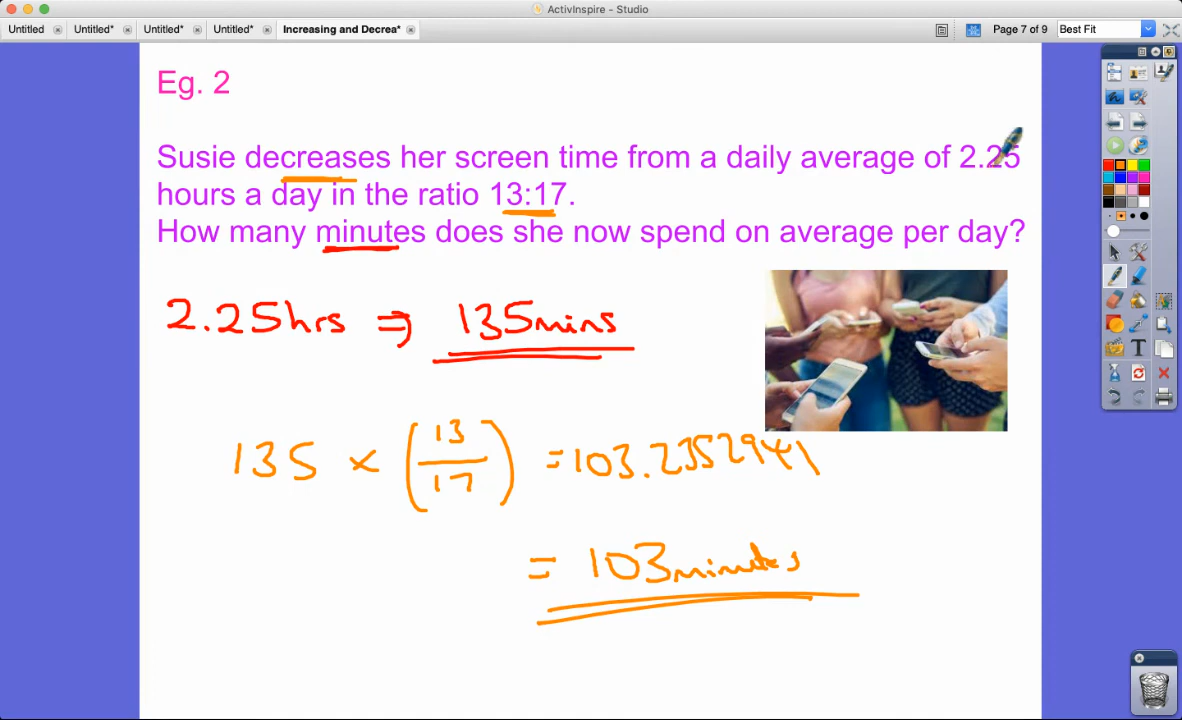 ActivInspire - Studio
Untitled Untitled* Untitled* Untitled* Increasing and Decrea* Page 7 of 9 Best Fit
Eg. 2
Susie decreases her screen time from a daily average of 2.25
hours a day in the ratio 13:17.
How many minutes does she now spend on average per day?
2.25hrs ⇒ 135mins
135 × (13/17) = 103.2352941
= 103minutes